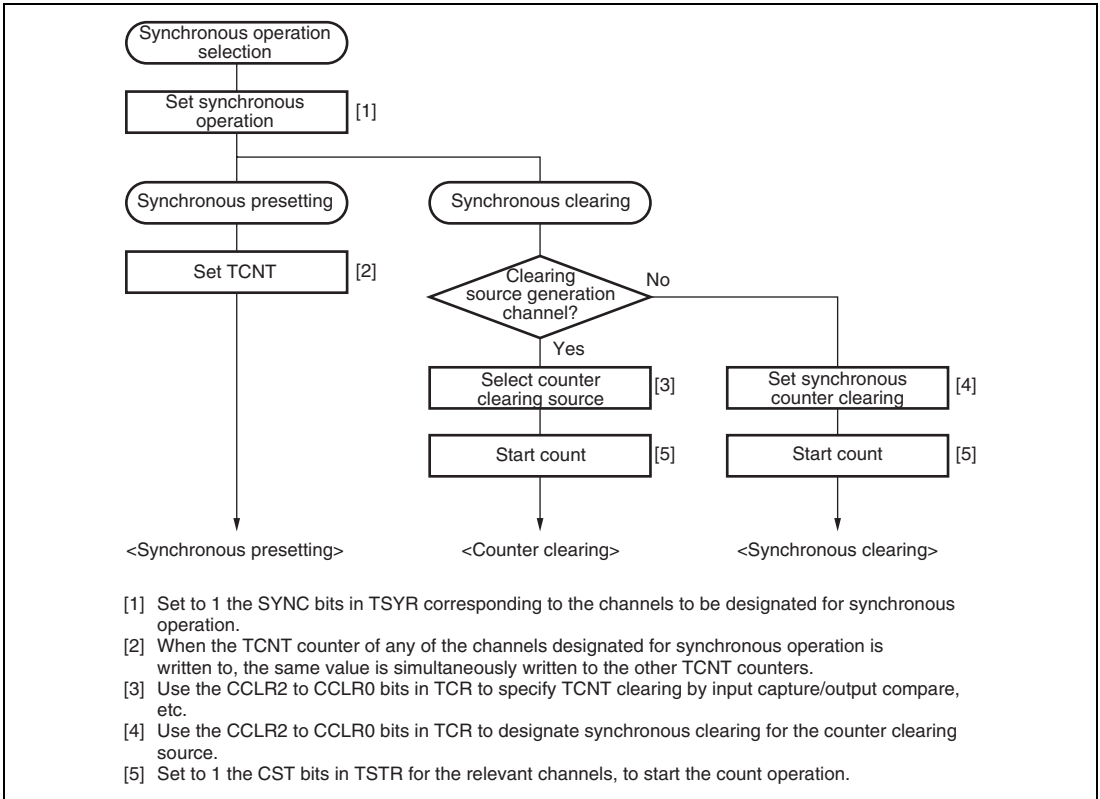 Synchronous operation
selection
Set synchronous
operation
[1]
Synchronous presetting
Synchronous clearing
Set TCNT
[2]
Clearing
source generation
channel?
No
Yes
Select counter
clearing source
[3]
Set synchronous
counter clearing
[4]
Start count
[5]
Start count
[5]
<Synchronous presetting>
<Counter clearing>
<Synchronous clearing>
[1] Set to 1 the SYNC bits in TSYR corresponding to the channels to be designated for synchronous
operation.
[2] When the TCNT counter of any of the channels designated for synchronous operation is
written to, the same value is simultaneously written to the other TCNT counters.
[3] Use the CCLR2 to CCLR0 bits in TCR to specify TCNT clearing by input capture/output compare,
etc.
[4] Use the CCLR2 to CCLR0 bits in TCR to designate synchronous clearing for the counter clearing
source.
[5] Set to 1 the CST bits in TSTR for the relevant channels, to start the count operation.